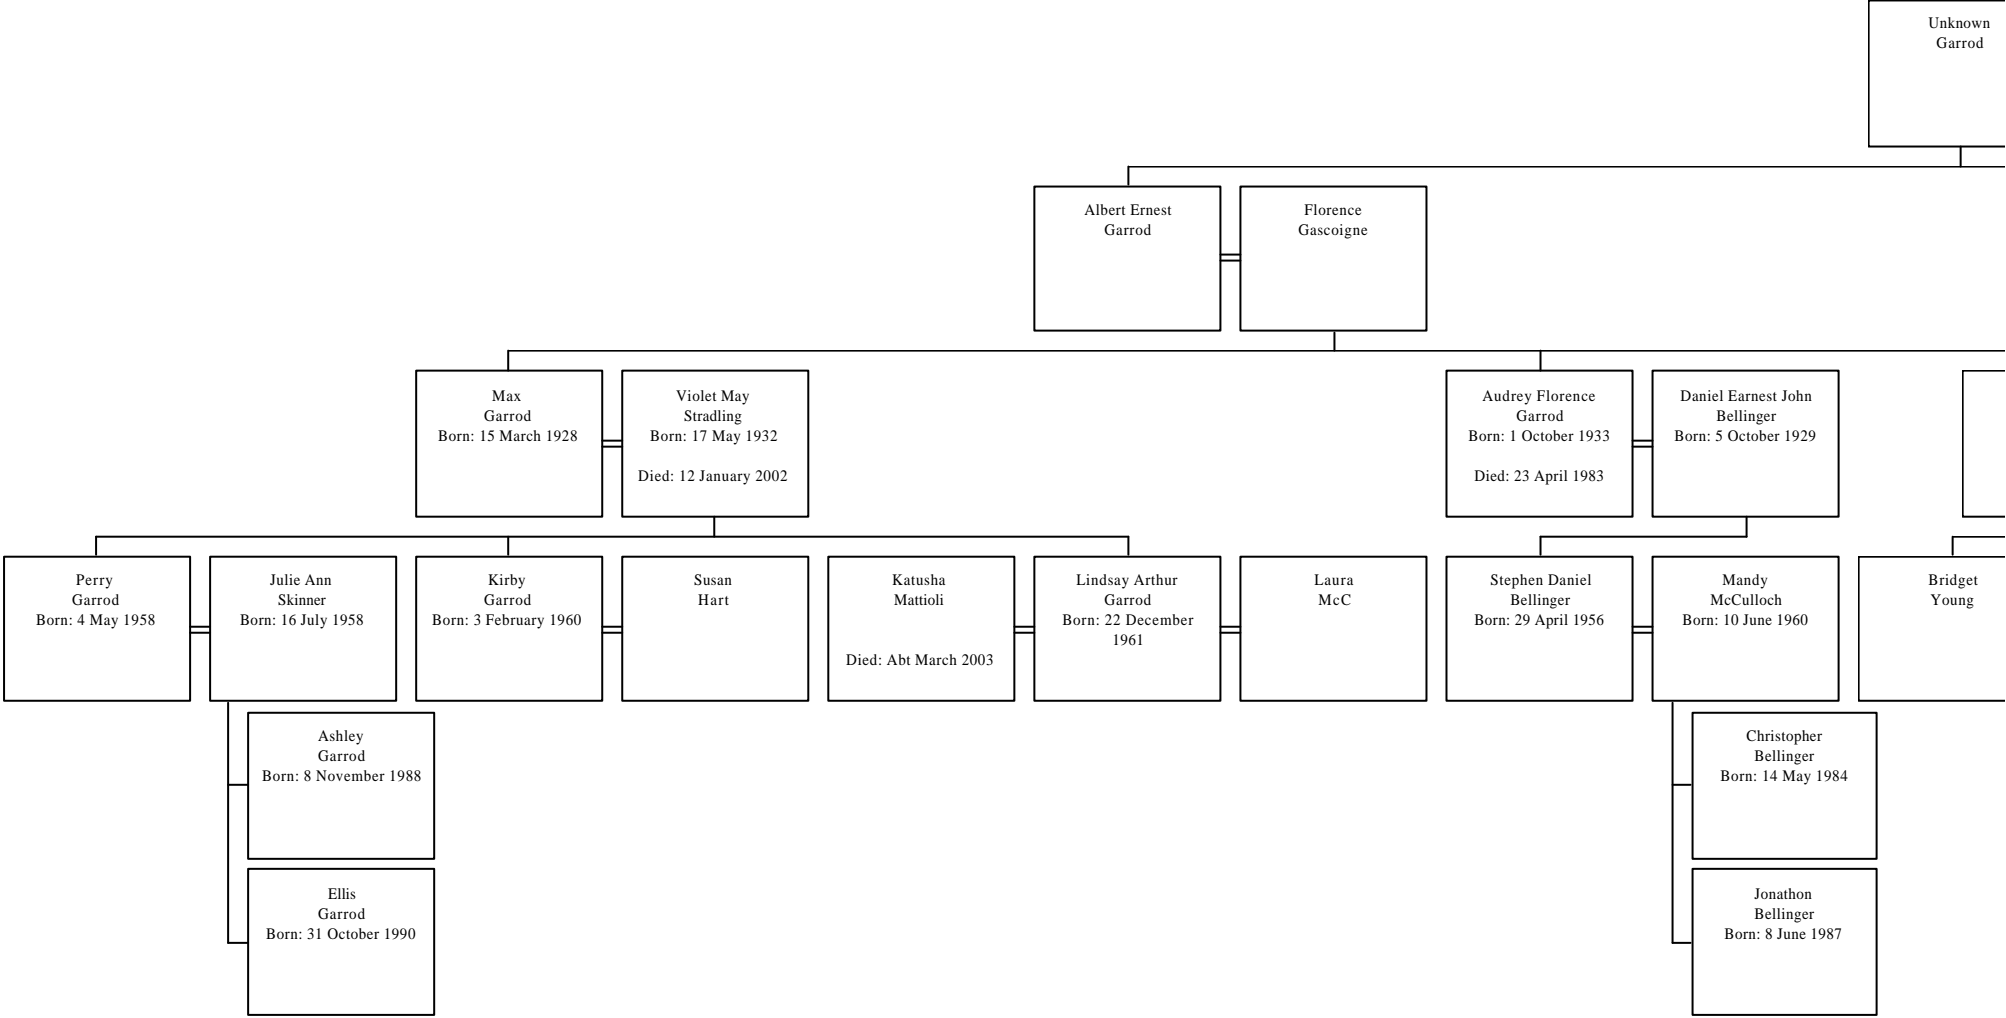 Unknown
Garrod
Albert Ernest
Garrod
Florence
Gascoigne
Max
Garrod
Born: 15 March 1928
Violet May
Stradling
Born: 17 May 1932
Died: 12 January 2002
Audrey Florence
Garrod
Born: 1 October 1933
Died: 23 April 1983
Daniel Earnest John
Bellinger
Born: 5 October 1929
Perry
Garrod
Born: 4 May 1958
Julie Ann
Skinner
Born: 16 July 1958
Kirby
Garrod
Born: 3 February 1960
Susan
Hart
Katusha
Mattioli
Died: Abt March 2003
Lindsay Arthur
Garrod
Born: 22 December
1961
Laura
McC
Stephen Daniel
Bellinger
Born: 29 April 1956
Mandy
McCulloch
Born: 10 June 1960
Bridget
Young
Ashley
Garrod
Born: 8 November 1988
Christopher
Bellinger
Born: 14 May 1984
Ellis
Garrod
Born: 31 October 1990
Jonathon
Bellinger
Born: 8 June 1987